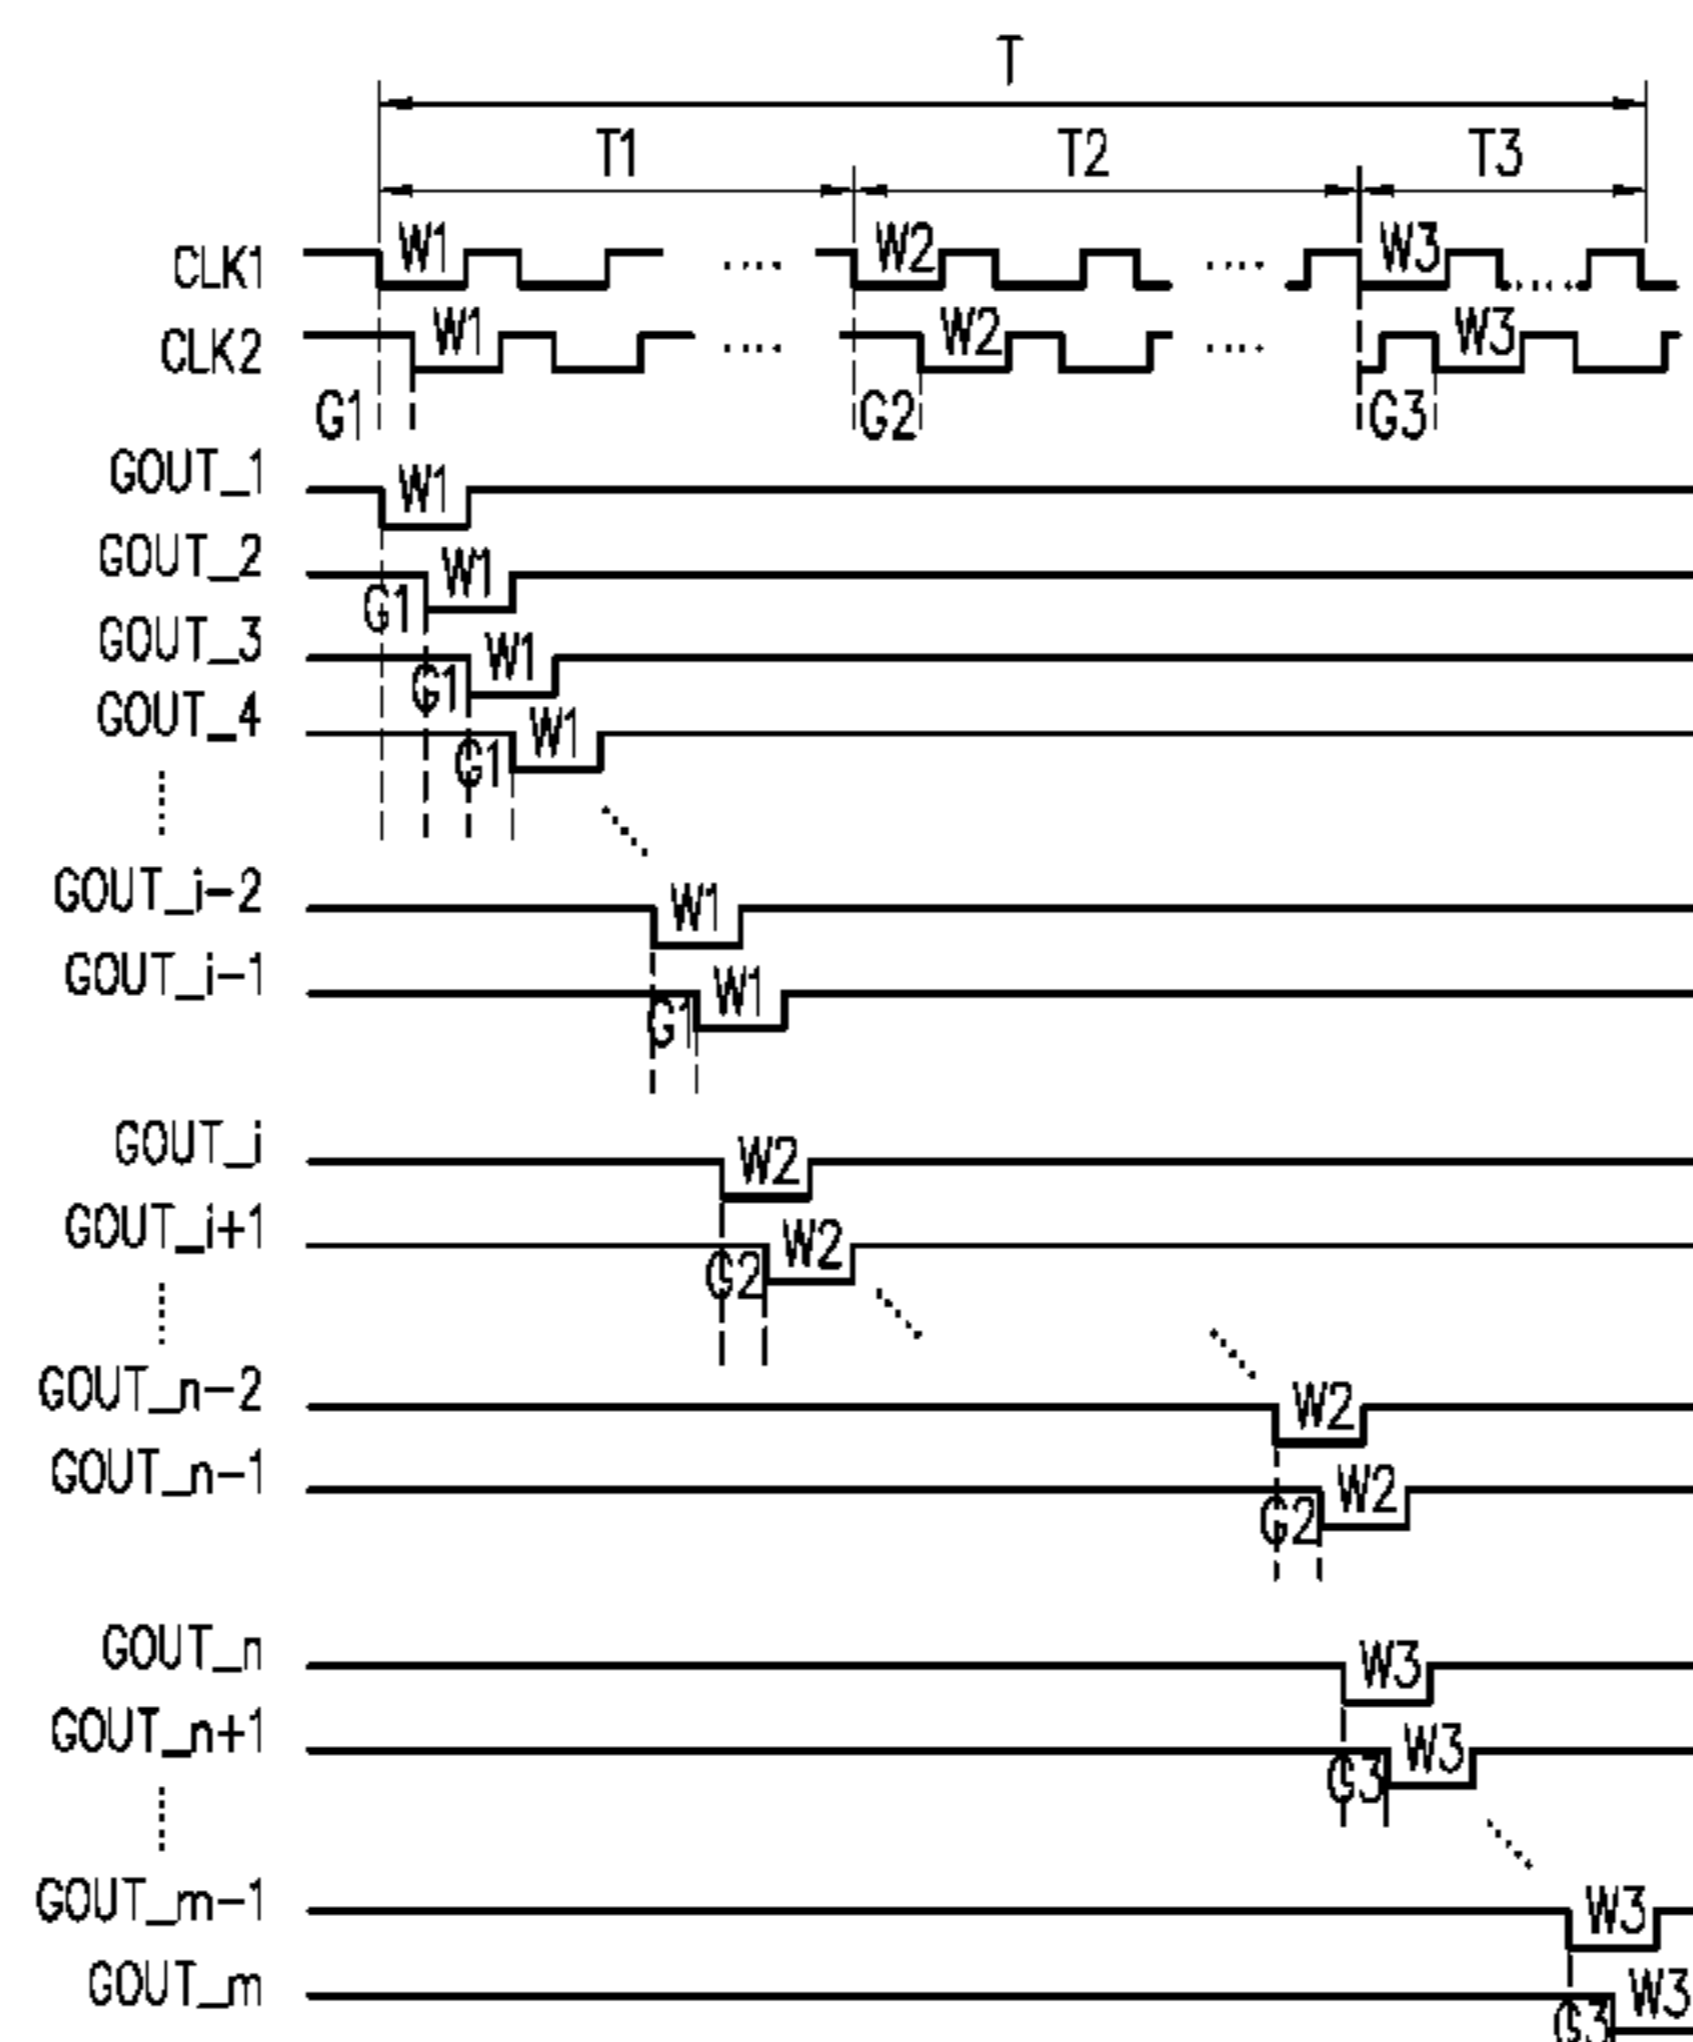 T
T1 T2 T3
CLK1 W1 .... W2 .... W3 ......
CLK2 W1 .... W2 .... W3
G1 G2 G3
GOUT_1 W1
GOUT_2 W1
G1
GOUT_3 W1
G1
GOUT_4 W1
G1
GOUT_i-2 W1
GOUT_i-1 W1
G1
GOUT_i W2
GOUT_i+1 W2
G2
GOUT_n-2 W2
GOUT_n-1 W2
G2
GOUT_n W3
GOUT_n+1 W3
G3
GOUT_m-1 W3
GOUT_m W3
G3